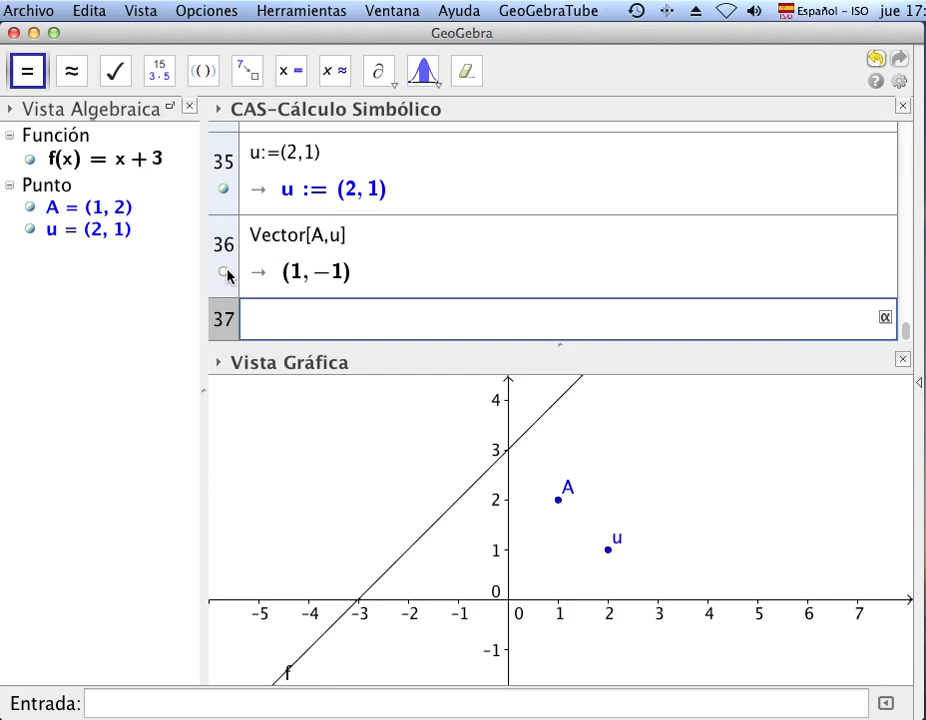 Archivo Edita Vista Opciones Herramientas Ventana Ayuda GeoGebraTube Español – ISO jue 17:
GeoGebra
= ≈ ✓ 15 3·5 (( )) 7 x = x ≈ ∂
Vista Algebraica
CAS–Cálculo Simbólico
Función
f(x) = x + 3
Punto
A = (1, 2)
u = (2, 1)
35 u:=(2,1)
→ u := (2, 1)
36 Vector[A,u]
→ (1, −1)
37 α
Vista Gráfica
4
3
A
2
u
1
0
-5 -4 -3 -2 -1 0 1 2 3 4 5 6 7
-1
f
Entrada: